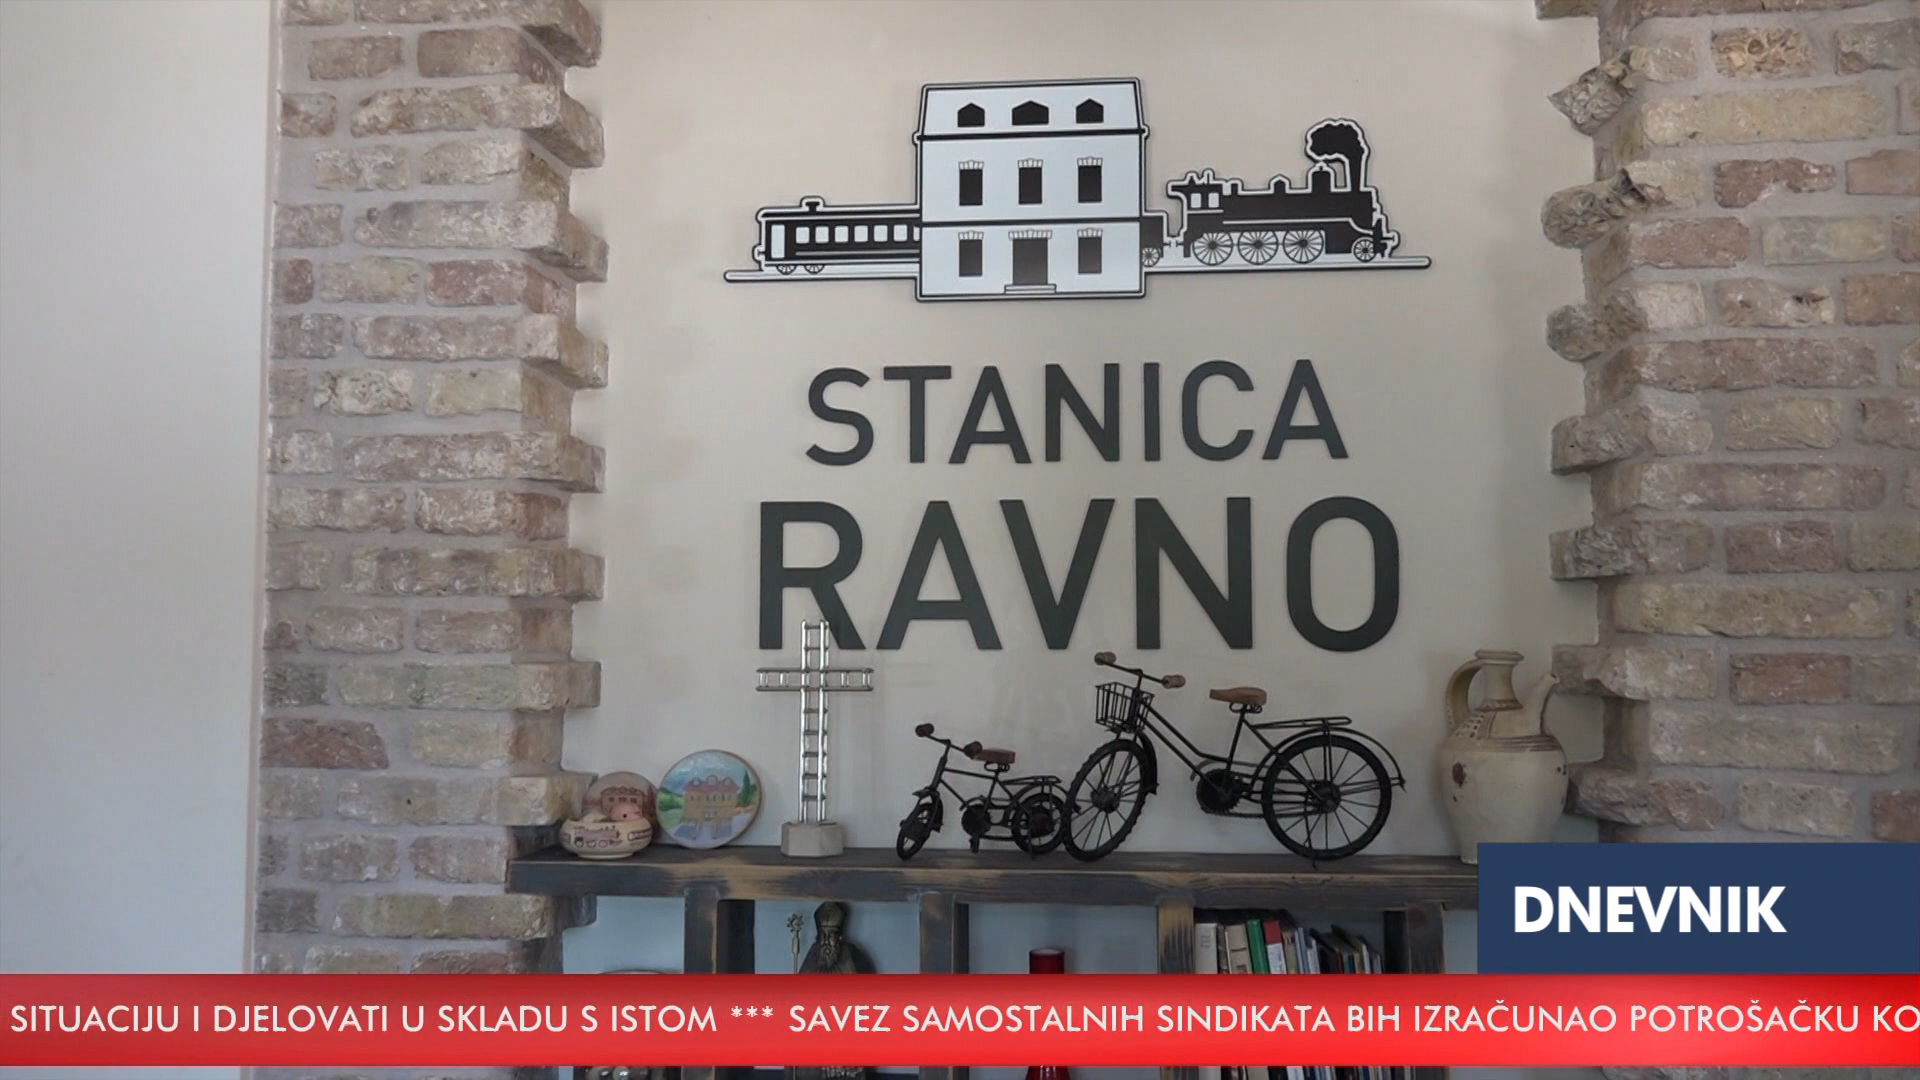 STANICA
RAVNO
DNEVNIK
SITUACIJU I DJELOVATI U SKLADU S ISTOM *** SAVEZ SAMOSTALNIH SINDIKATA BIH IZRAČUNAO POTROŠAČKU KO